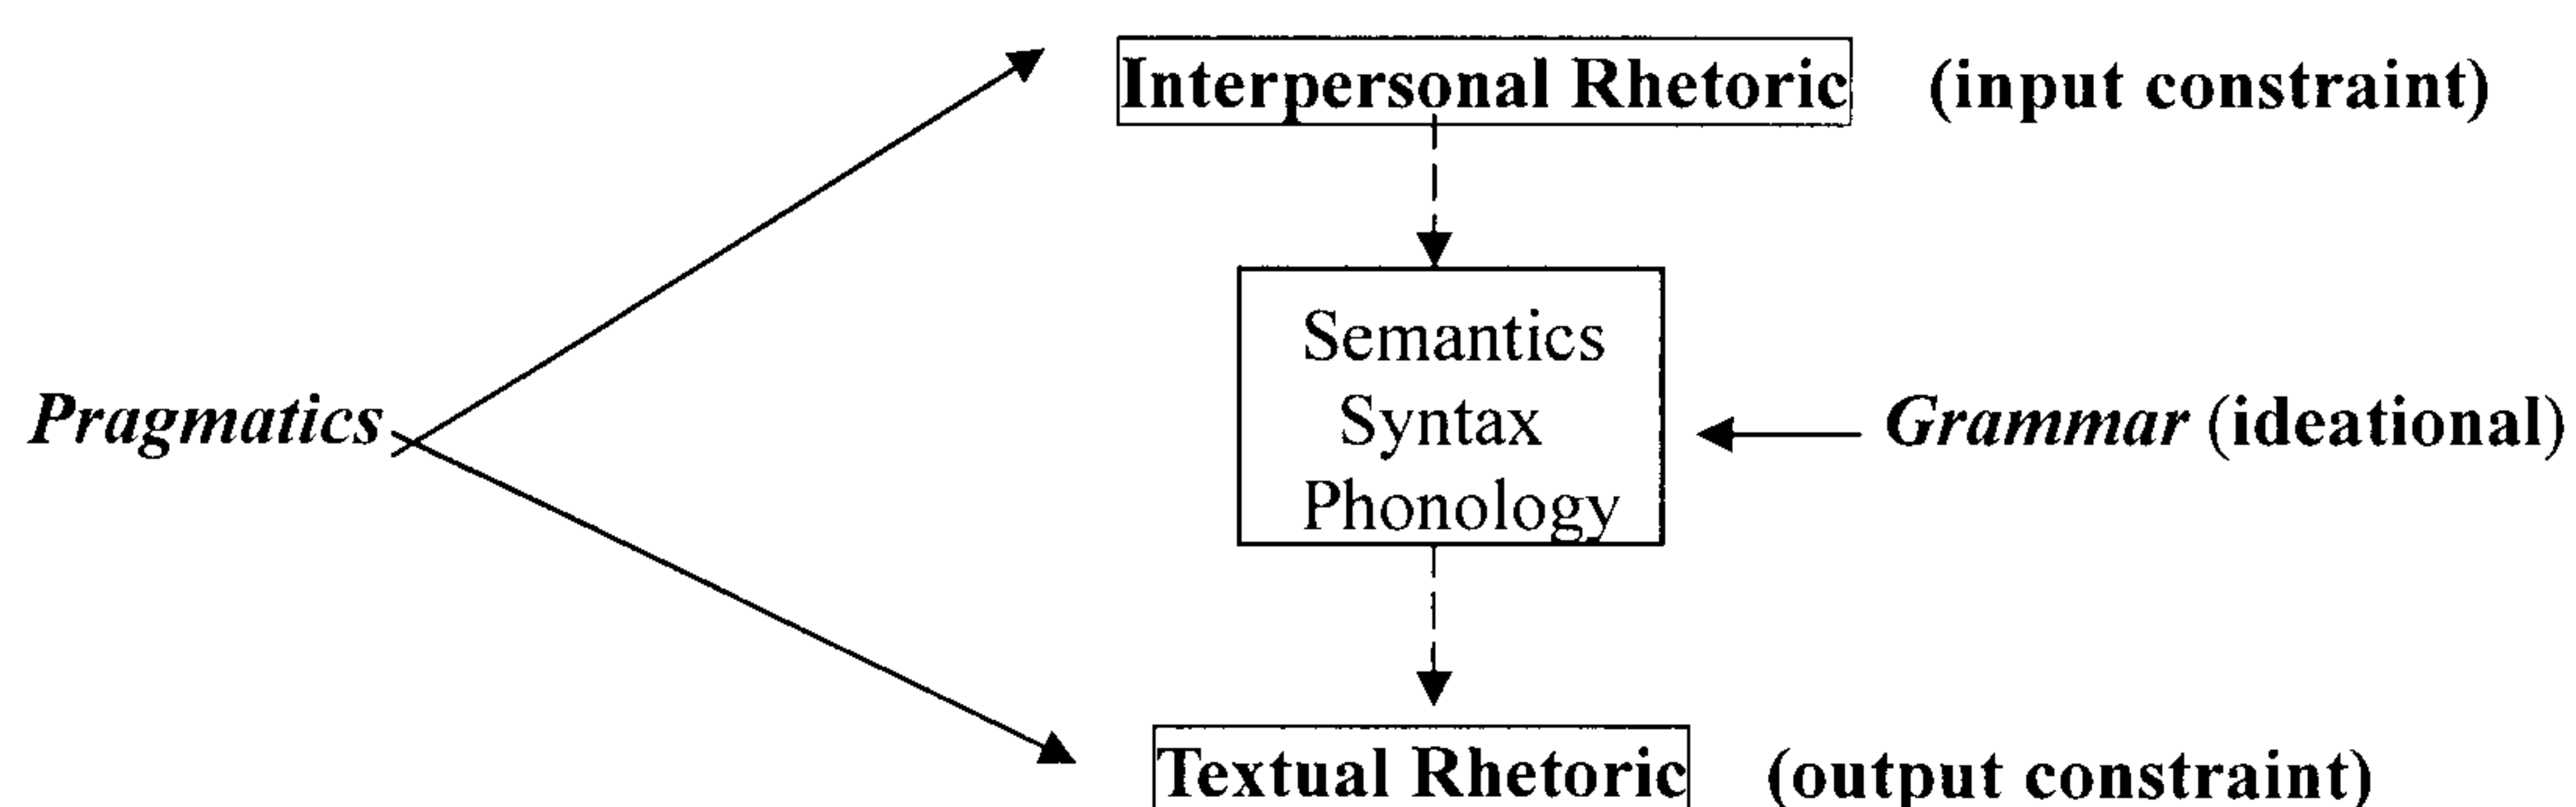 Interpersonal Rhetoric (input constraint)
Semantics
Pragmatics Syntax Grammar (ideational)
Phonology
Textual Rhetoric (output constraint)